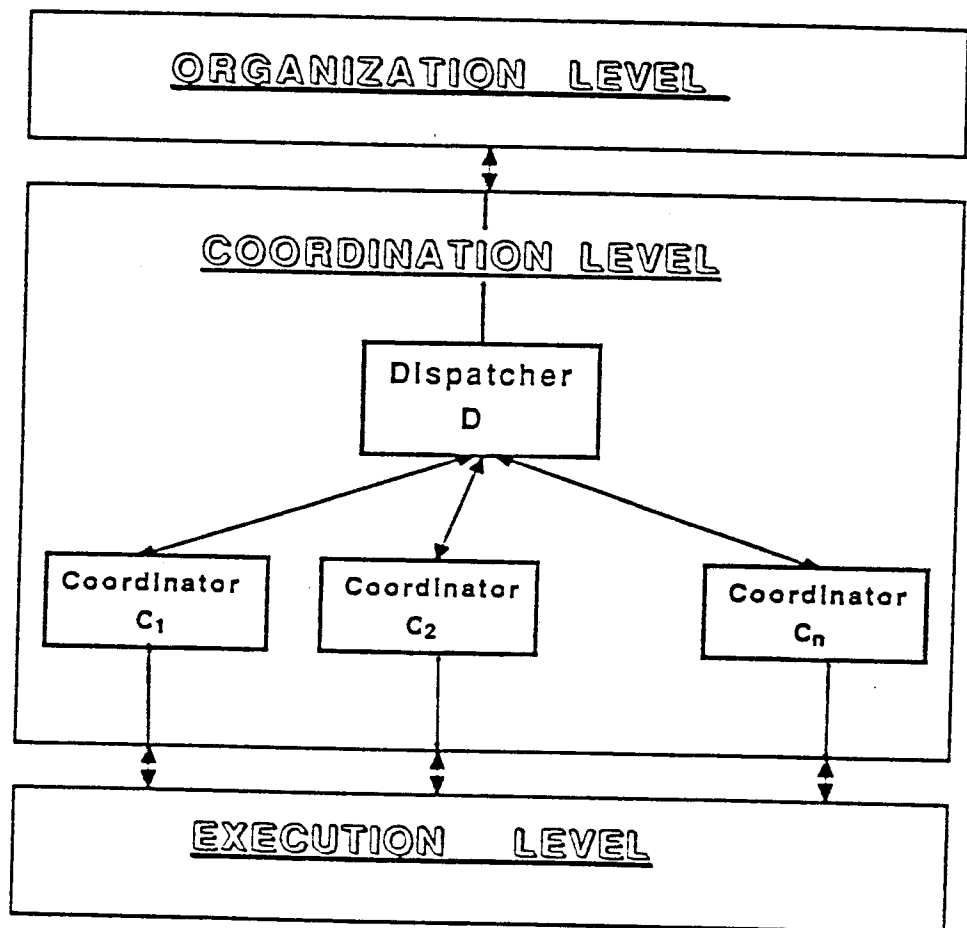 ORGANIZATION LEVEL
COORDINATION LEVEL
Dispatcher
D
Coordinator
C₁
Coordinator
C₂
Coordinator
Cₙ
EXECUTION LEVEL